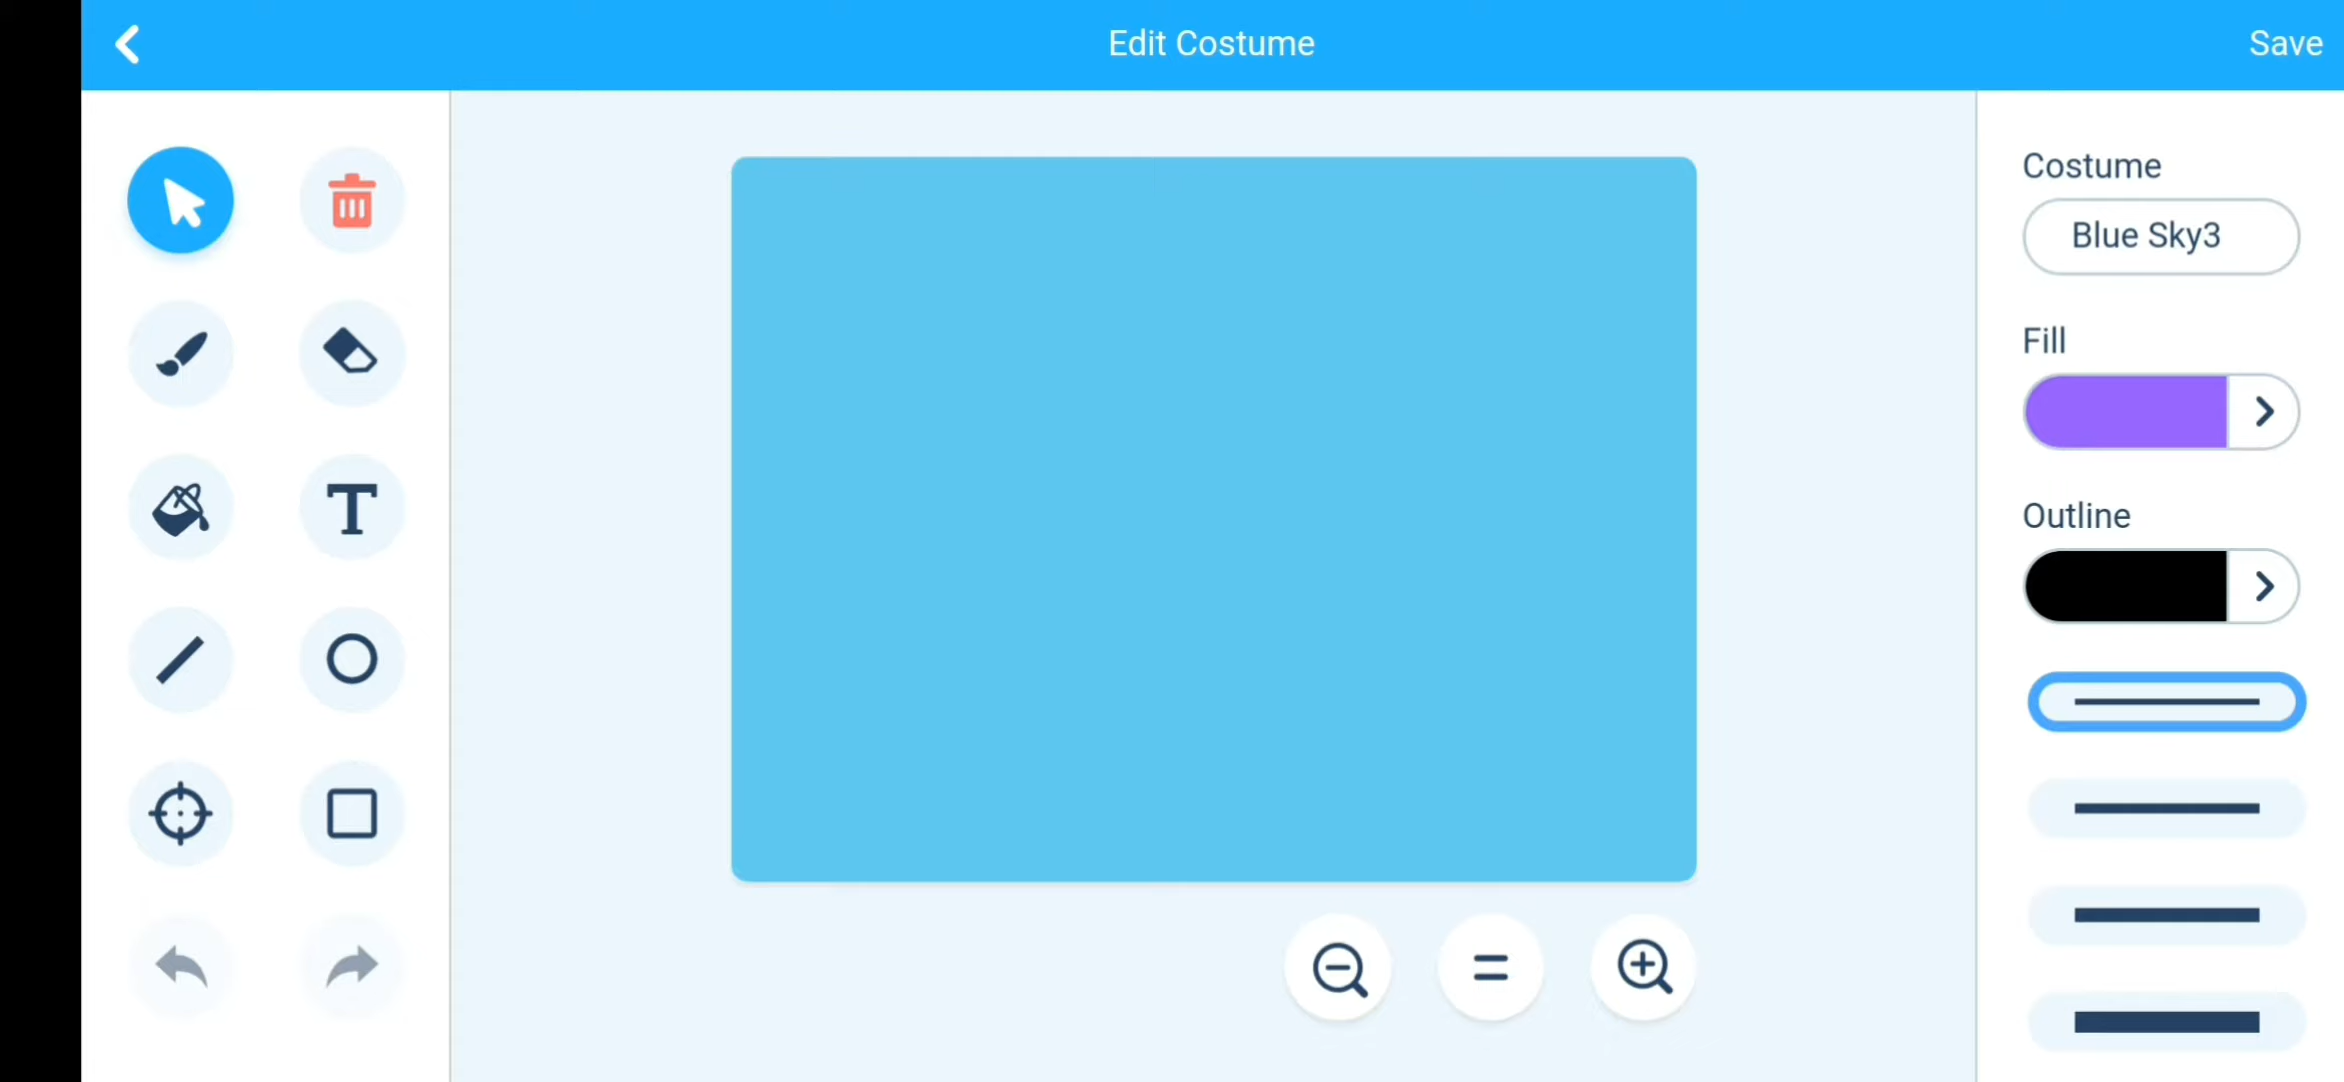 Edit Costume
Save
Costume
Blue Sky3
Fill
Outline